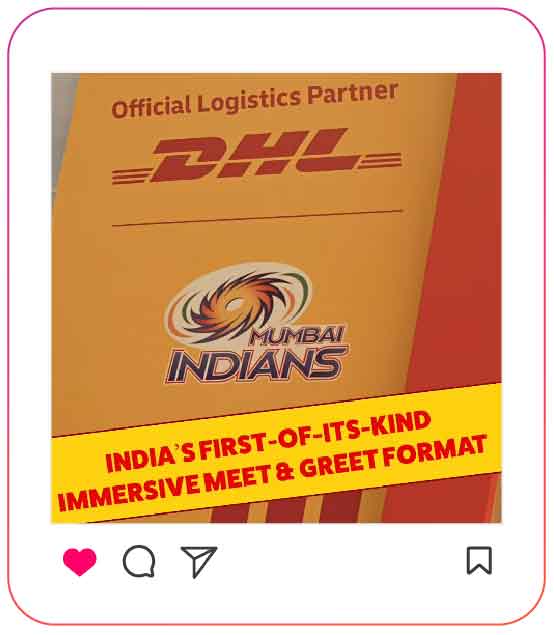 Official Logistics Partner
DHL
MUMBAI
INDIANS
INDIA'S FIRST-OF-ITS-KIND
IMMERSIVE MEET & GREET FORMAT